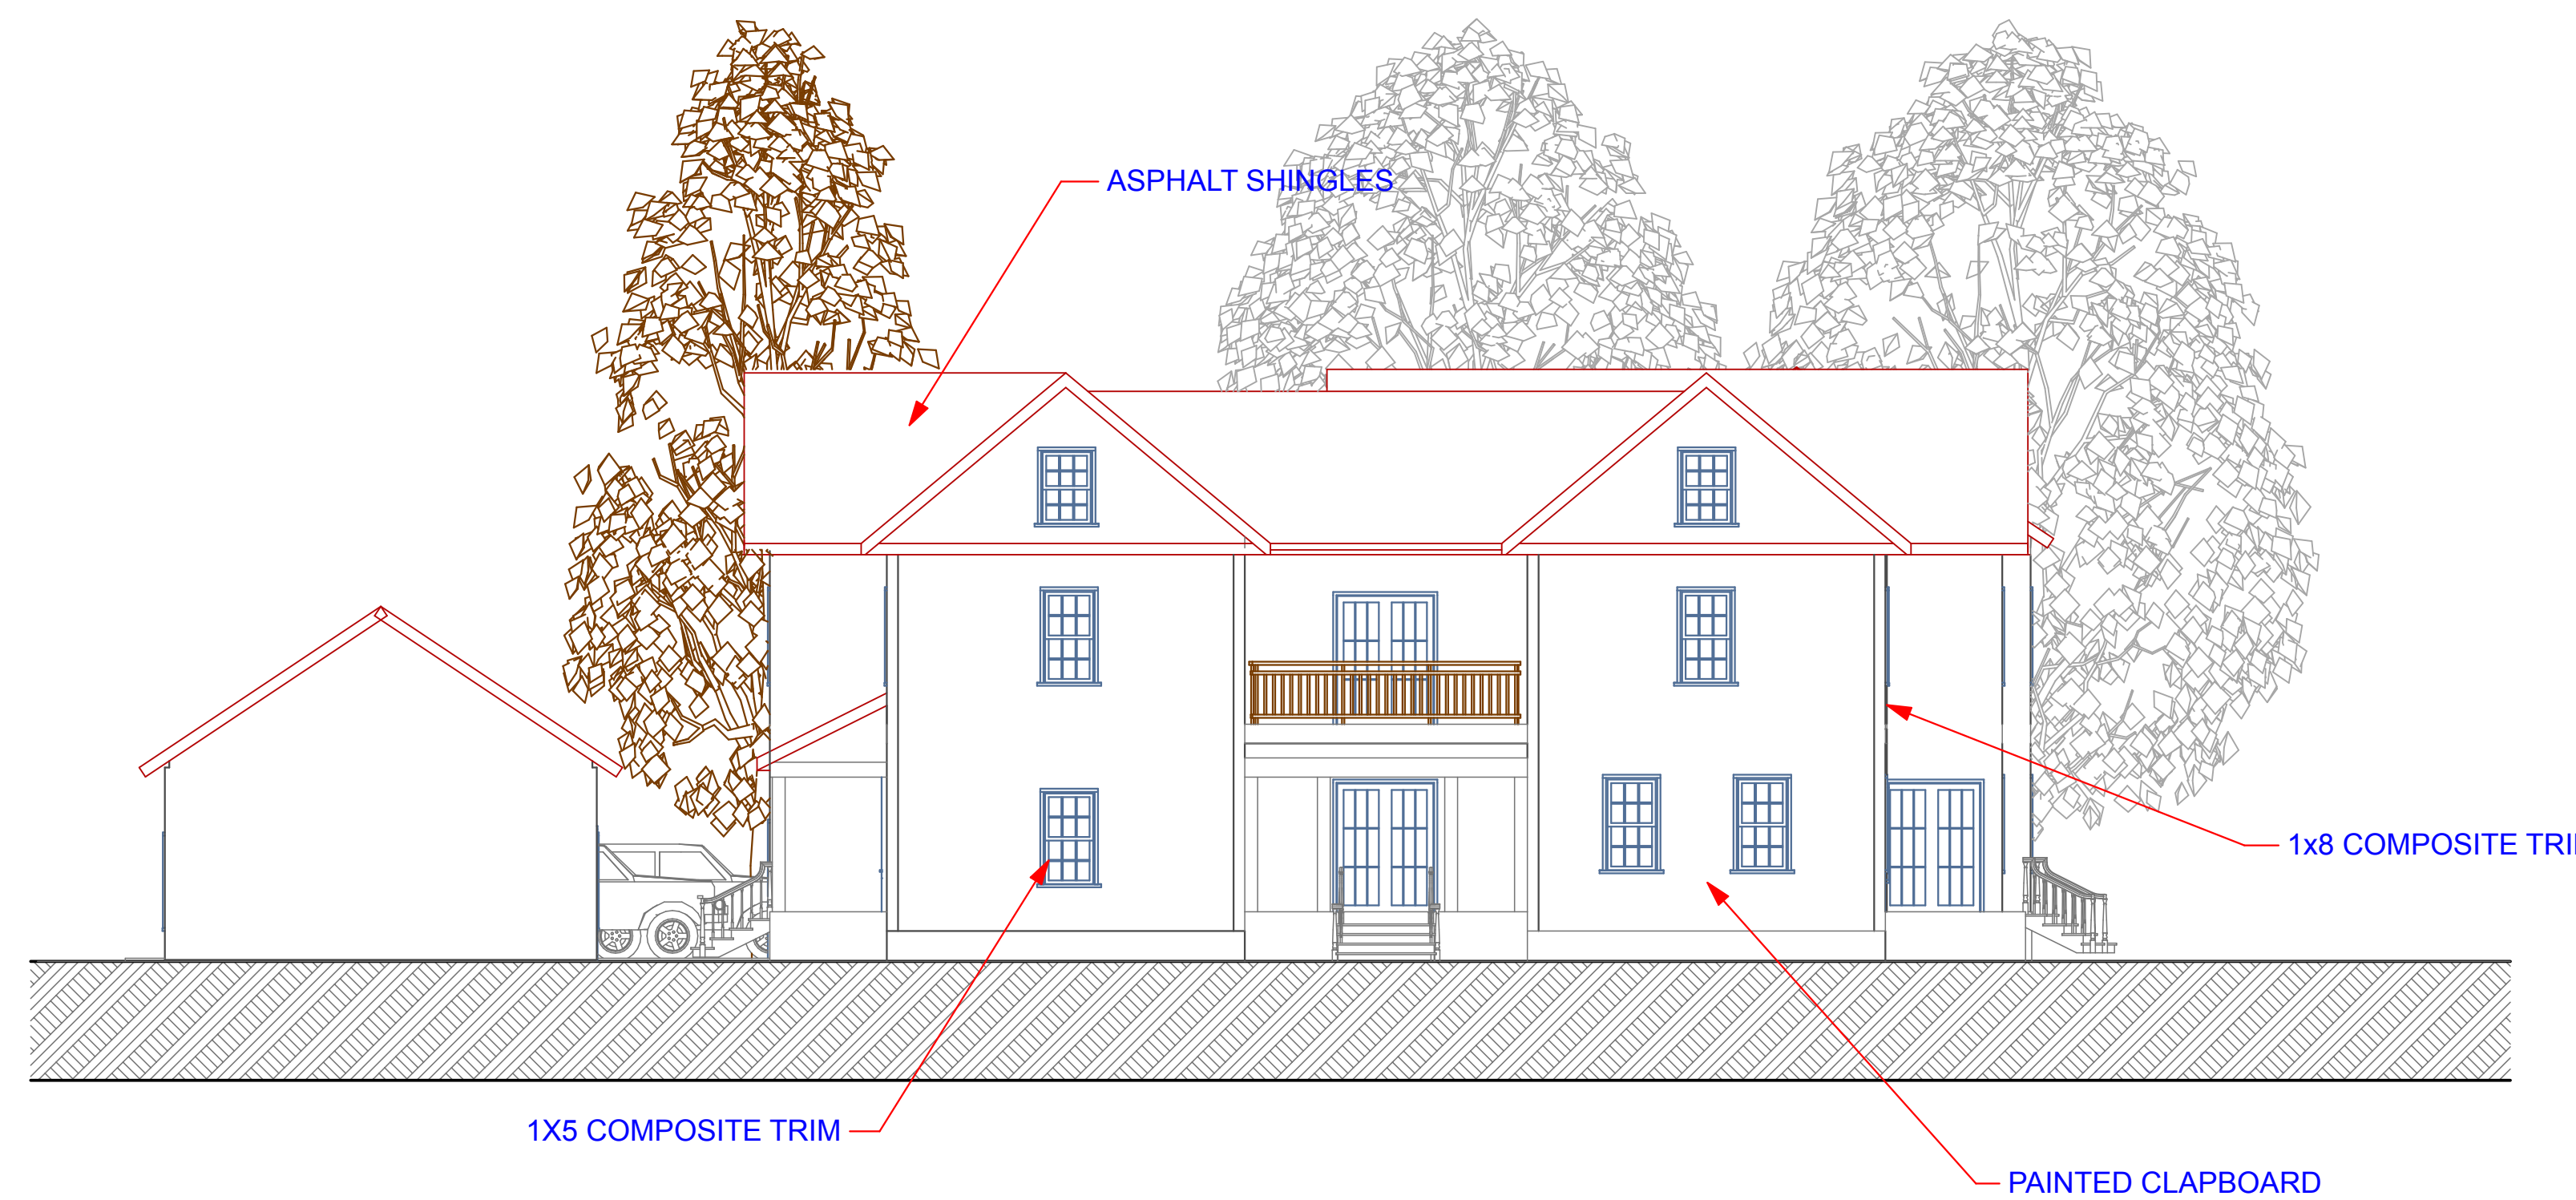 ASPHALT SHINGLES
1x8 COMPOSITE TRI
1X5 COMPOSITE TRIM
PAINTED CLAPBOARD